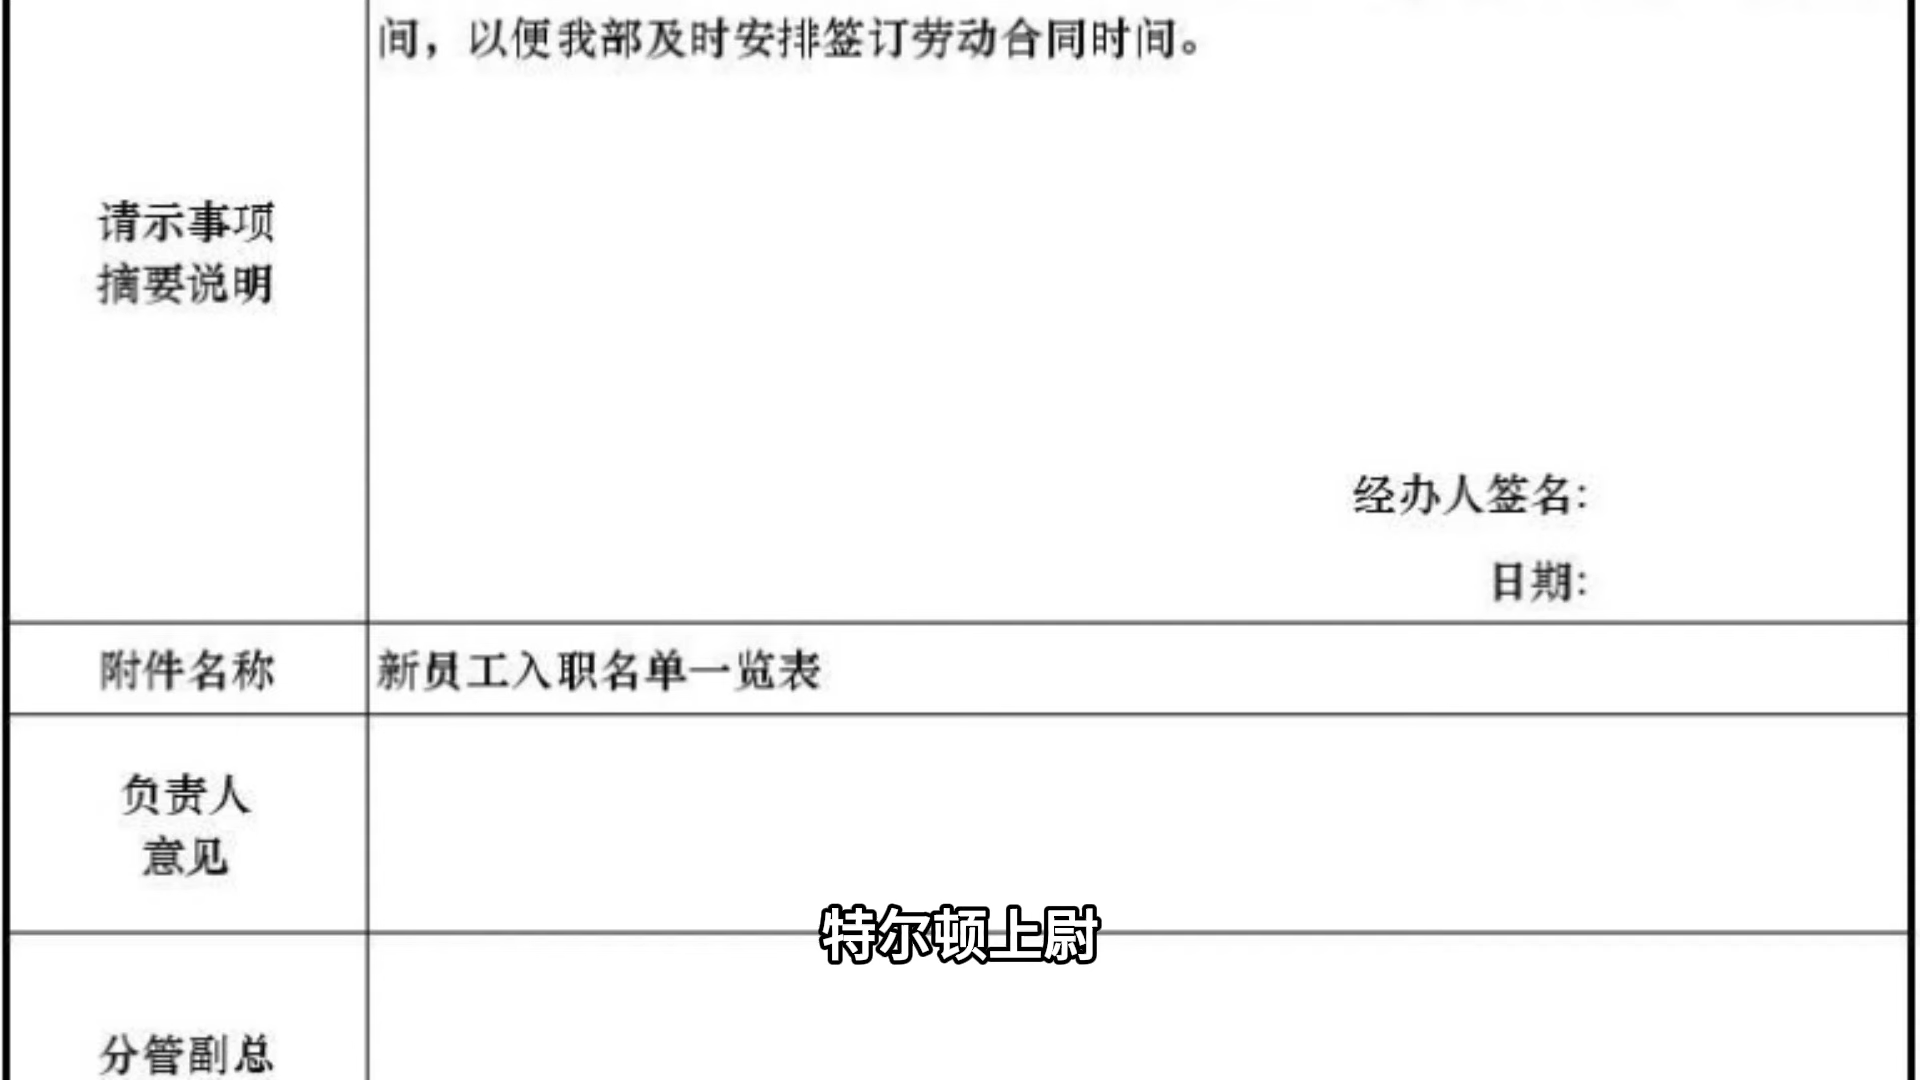 间，以便我部及时安排签订劳动合同时间。
请示事项
摘要说明
经办人签名：
日期：
附件名称
新员工入职名单一览表
负责人
意见
特尔顿上尉
分管副总